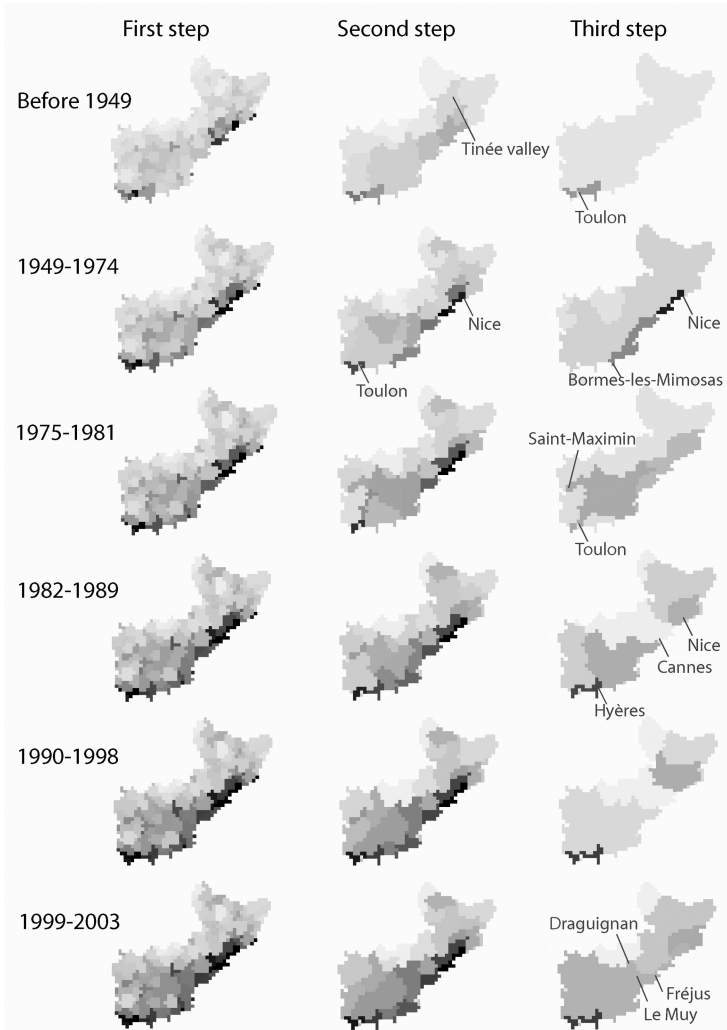 First step
Second step
Third step
Before 1949
Tinée valley
Toulon
1949-1974
Nice
Nice
Toulon
Bormes-les-Mimosas
1975-1981
Saint-Maximin
Toulon
1982-1989
Nice
Cannes
Hyères
1990-1998
1999-2003
Draguignan
Fréjus
Le Muy